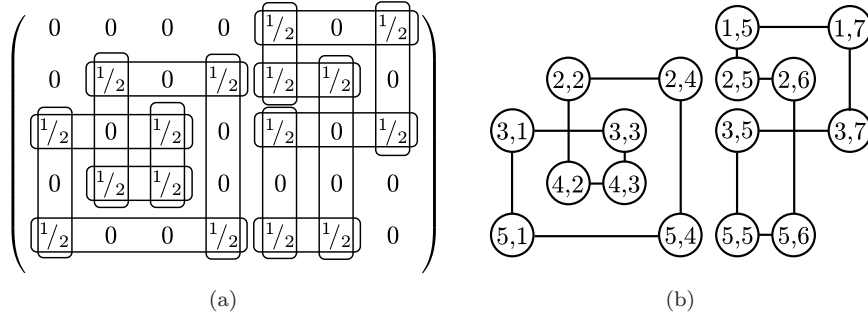 0 0 0 0 1/2 0 1/2
0 1/2 0 1/2 1/2 1/2 0
1/2 0 1/2 0 1/2 0 1/2
0 1/2 1/2 0 0 0 0
1/2 0 0 1/2 1/2 1/2 0
(a)
1,5 1,7
2,2 2,4 2,5 2,6
3,1 3,3 3,5 3,7
4,2 4,3
5,1 5,4 5,5 5,6
(b)